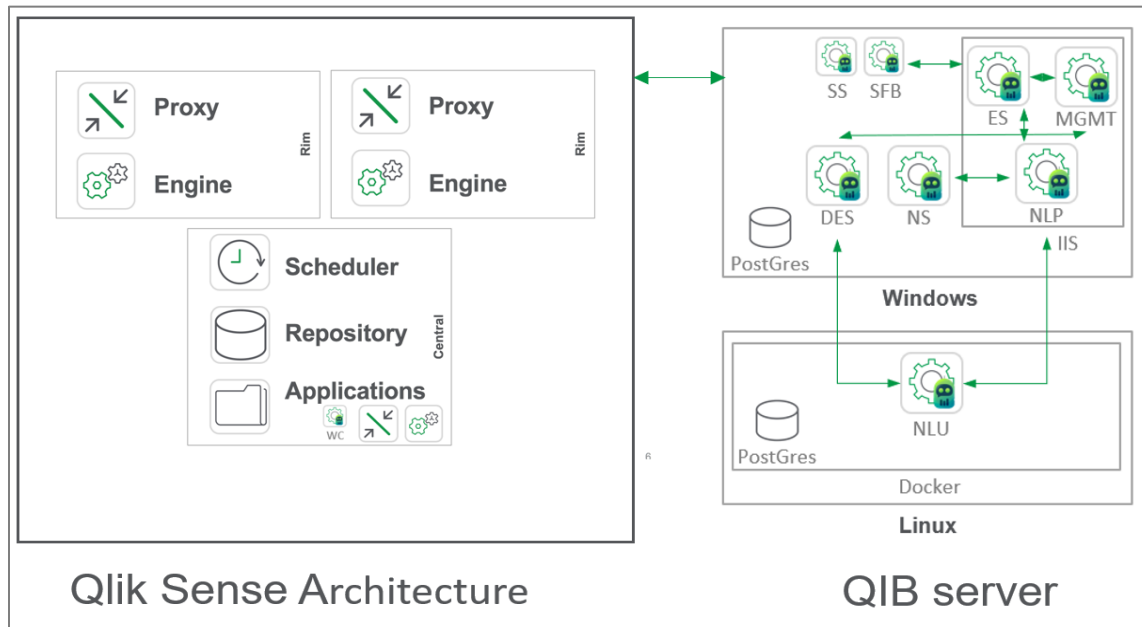 Proxy
Engine
Rim
Proxy
Engine
Rim
Scheduler
Repository
Applications
WC
Central
Qlik Sense Architecture
SS
SFB
ES
MGMT
DES
NS
NLP
IIS
PostGres
Windows
NLU
PostGres
Docker
Linux
QIB server